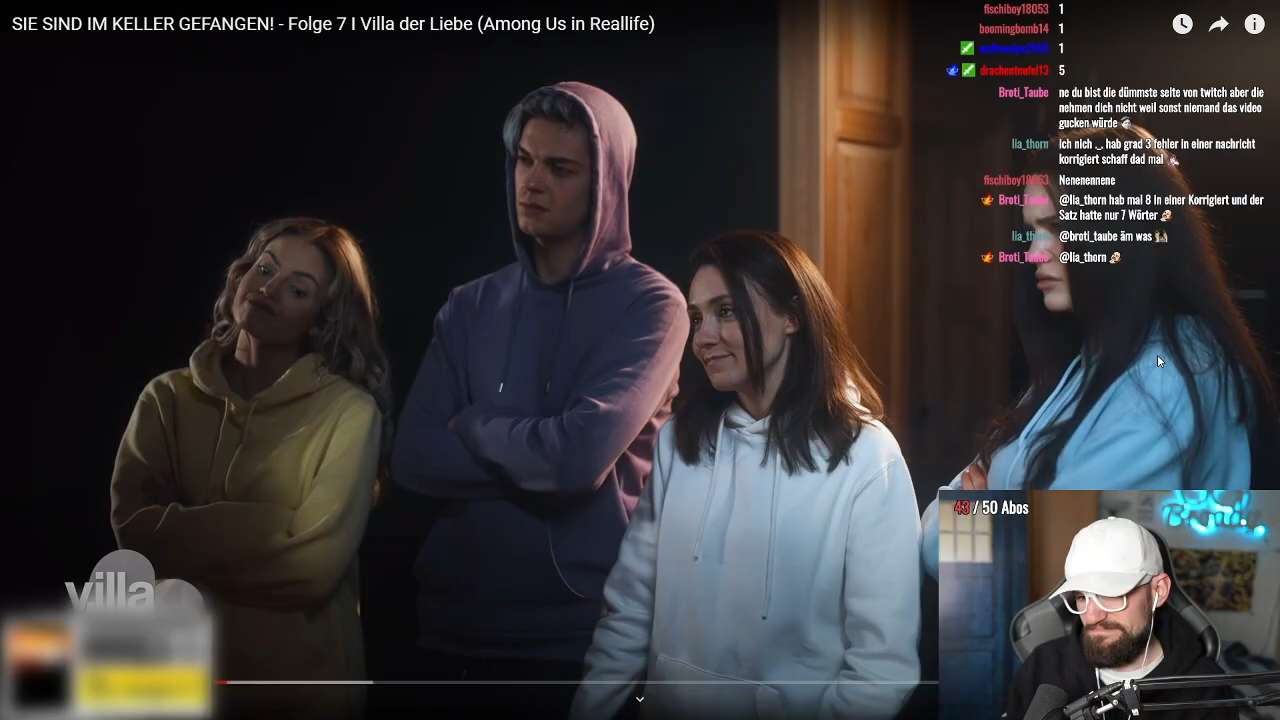 SIE SIND IM KELLER GEFANGEN! - Folge 7 I Villa der Liebe (Among Us in Reallife)
fischiboy18053 1
boomingbomb14 1
1
drachenteufel13 5
Broti_Taube ne du bist die dümmste seite von twitch aber die
nehmen dich nicht weil sonst niemand das video
gucken würde
lia_thorn ich nich ._. hab grad 3 fehler in einer nachricht
korrigiert schaff dad mal
fischiboy18053 Nenenennene
Broti_Taube @lia_thorn hab mal 8 in einer Korrigiert und der
Satz hatte nur 7 Wörter
lia_thorn @broti_taube äm was
Broti_Taube @lia_thorn
villa
43 / 50 Abos